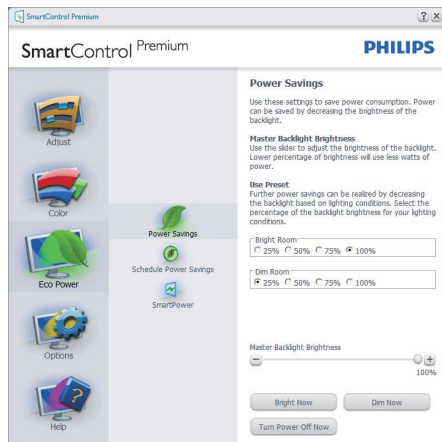 SmartControl Premium
SmartControl Premium
PHILIPS
Adjust
Color
Eco Power
Options
Help
Power Savings
Schedule Power Savings
SmartPower
Power Savings
Use these settings to save power consumption. Power
can be saved by decreasing the brightness of the
backlight.
Master Backlight Brightness
Use the slider to adjust the brightness of the backlight.
Lower percentage of brightness will use less watts of
power.
Use Preset
Further power savings can be realized by decreasing
the backlight based on lighting conditions. Select the
percentage of the backlight brightness for your lighting
conditions.
Bright Room
25% 50% 75% 100%
Dim Room
25% 50% 75% 100%
Master Backlight Brightness
100%
Bright Now Dim Now
Turn Power Off Now